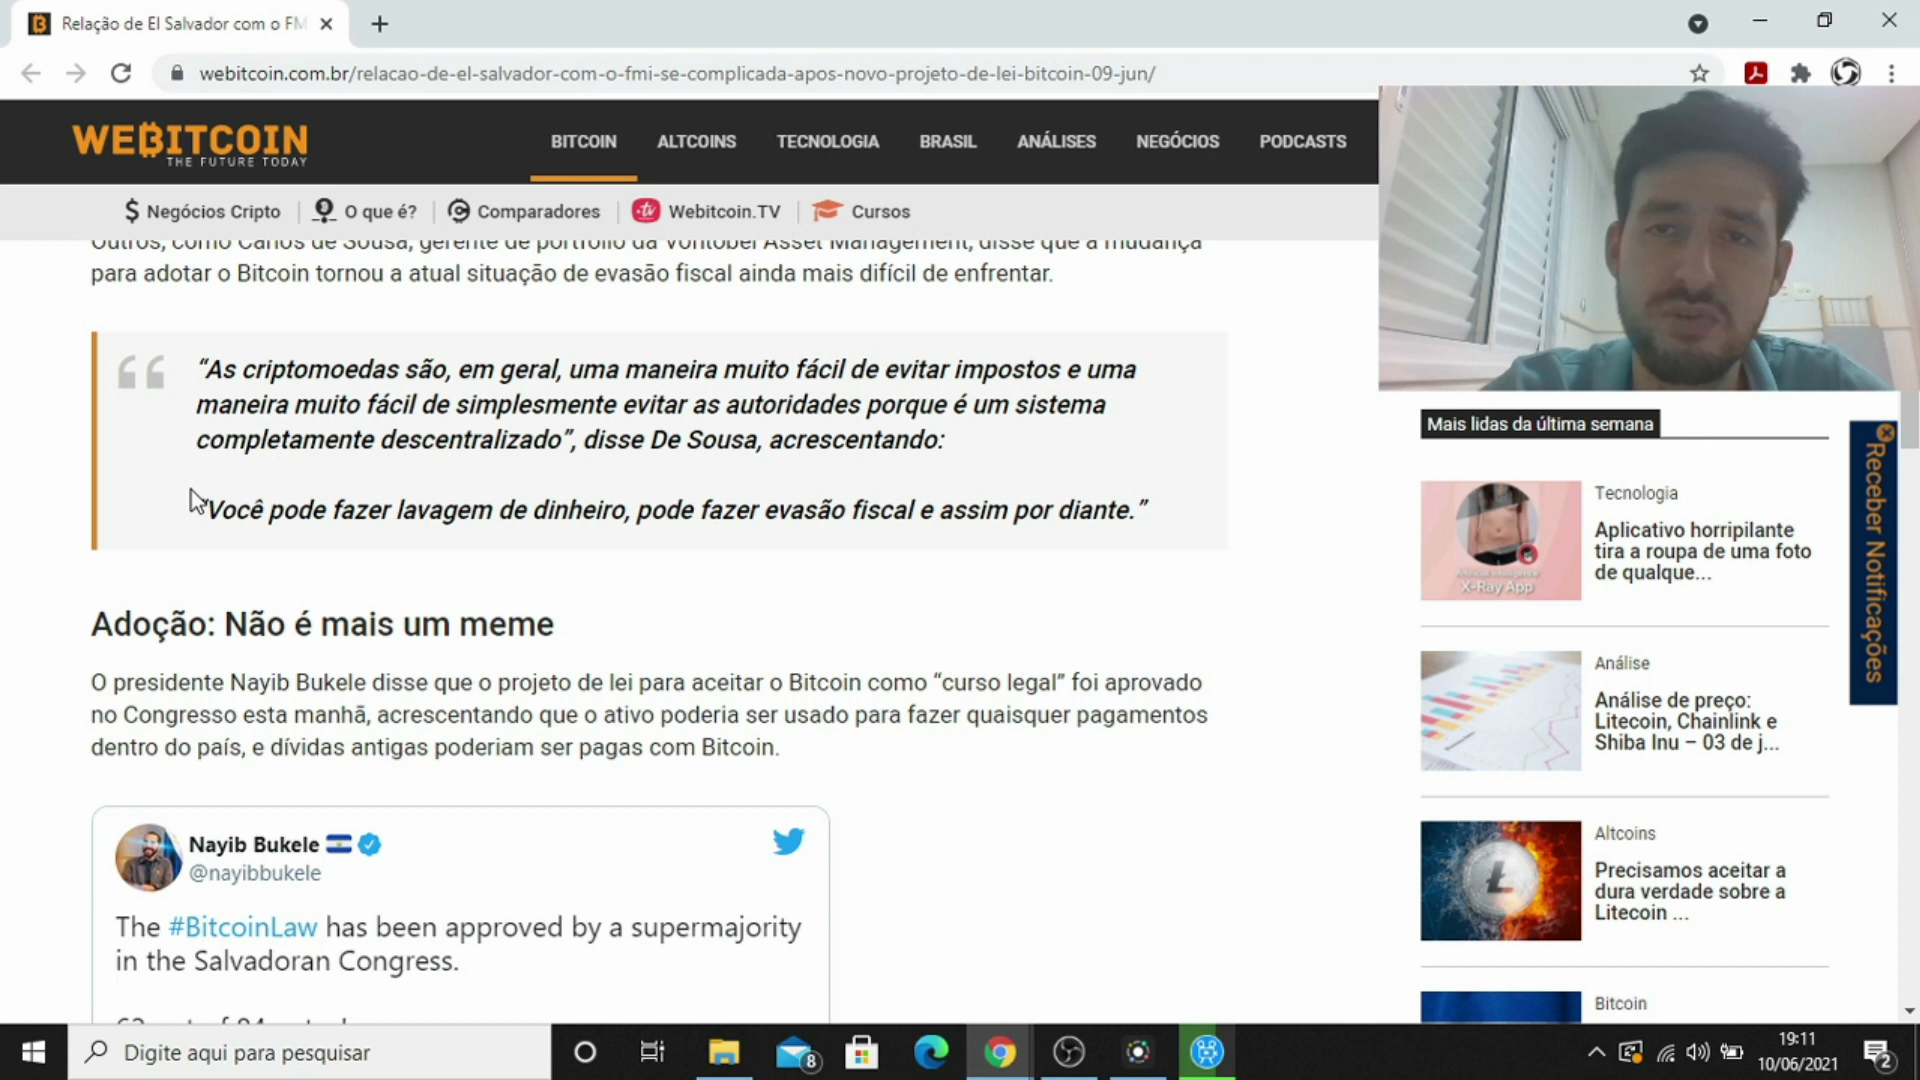 Relação de El Salvador com o FM
webitcoin.com.br/relacao-de-el-salvador-com-o-fmi-se-complicada-apos-novo-projeto-de-lei-bitcoin-09-jun/
WEBITCOIN
THE FUTURE TODAY
BITCOIN ALTCOINS TECNOLOGIA BRASIL ANÁLISES NEGÓCIOS PODCASTS
Negócios Cripto O que é? Comparadores Webitcoin.TV Cursos
Outros, como Carlos de Sousa, gerente de portfólio da Vontobel Asset Management, disse que a mudança
para adotar o Bitcoin tornou a atual situação de evasão fiscal ainda mais difícil de enfrentar.
“As criptomoedas são, em geral, uma maneira muito fácil de evitar impostos e uma
maneira muito fácil de simplesmente evitar as autoridades porque é um sistema
completamente descentralizado”, disse De Sousa, acrescentando:
“Você pode fazer lavagem de dinheiro, pode fazer evasão fiscal e assim por diante.”
Adoção: Não é mais um meme
O presidente Nayib Bukele disse que o projeto de lei para aceitar o Bitcoin como “curso legal” foi aprovado
no Congresso esta manhã, acrescentando que o ativo poderia ser usado para fazer quaisquer pagamentos
dentro do país, e dívidas antigas poderiam ser pagas com Bitcoin.
Nayib Bukele
@nayibbukele
The #BitcoinLaw has been approved by a supermajority
in the Salvadoran Congress.
Mais lidas da última semana
Tecnologia
Aplicativo horripilante
tira a roupa de uma foto
de qualque...
X-Ray App
Análise
Análise de preço:
Litecoin, Chainlink e
Shiba Inu – 03 de j...
Altcoins
Precisamos aceitar a
dura verdade sobre a
Litecoin ...
Bitcoin
Receber Notificações
Digite aqui para pesquisar
8
19:11
10/06/2021
2